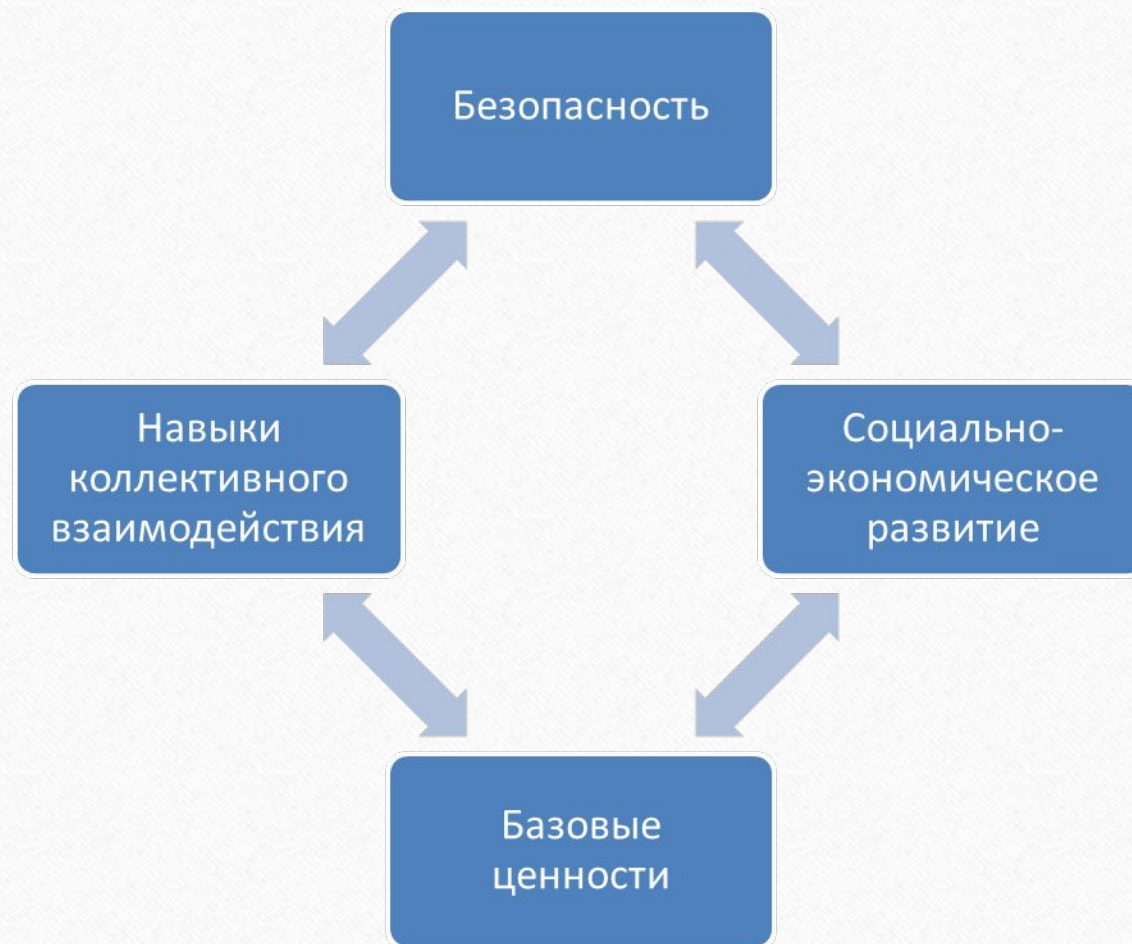 Безопасность
Навыки
коллективного
взаимодействия
Социально-
экономическое
развитие
Базовые
ценности